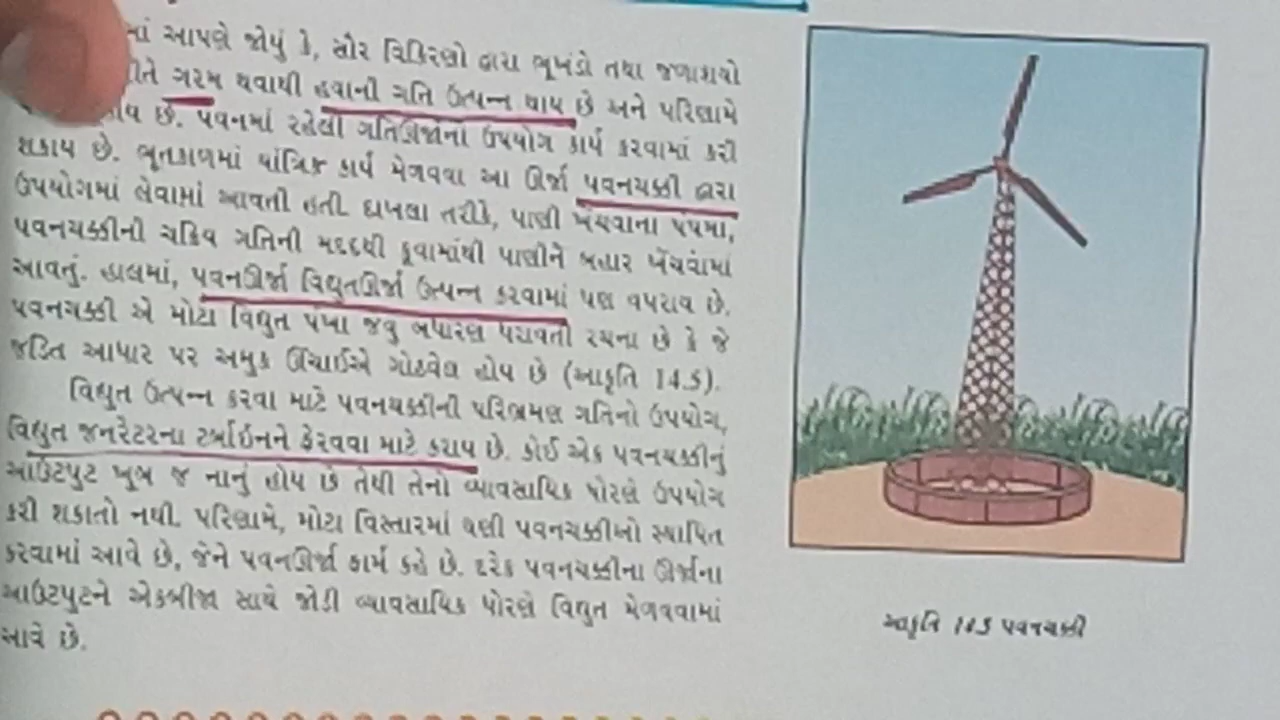 આપણે જોયું કે, સૌર વિકિરણો દ્વારા ભૂખંડો તથા જળાશયો
ગરમ થવાથી હવાની ગતિ ઉત્પન્ન થાય છે અને પરિણામે
છે. પવનમાં રહેલી ગતિઊર્જાનો ઉપયોગ કાર્ય કરવામાં કરી
શકાય છે. ભૂતકાળમાં યાંત્રિક કાર્ય મેળવવા આ ઊર્જા પવનચક્કી દ્વારા
ઉપયોગમાં લેવામાં આવતી હતી. દાખલા તરીકે, પાણી ખેંચવાના પંપમાં,
પવનચક્કીની ચક્રિય ગતિની મદદથી કૂવામાંથી પાણીને બહાર ખેંચવામાં
આવતું. હાલમાં, પવનઊર્જા વિદ્યુતઊર્જા ઉત્પન્ન કરવામાં પણ વપરાય છે.
પવનચક્કી એ મોટા વિદ્યુત પંખા જેવું બંધારણ ધરાવતી રચના છે કે જે
જડિત આધાર પર અમુક ઊંચાઈએ ગોઠવેલ હોય છે (આકૃતિ 14.5).
વિદ્યુત ઉત્પન્ન કરવા માટે પવનચક્કીની પરિભ્રમણ ગતિનો ઉપયોગ,
વિદ્યુત જનરેટરના ટર્બાઇનને ફેરવવા માટે કરાય છે. કોઈ એક પવનચક્કીનું
આઉટપુટ ખુબ જ નાનું હોય છે તેથી તેનો વ્યાવસાયિક ધોરણે ઉપયોગ
કરી શકાતો નથી. પરિણામે, મોટા વિસ્તારમાં ઘણી પવનચક્કીઓ સ્થાપિત
કરવામાં આવે છે, જેને પવનઊર્જા ફાર્મ કહે છે. દરેક પવનચક્કીના ઊર્જાના
આઉટપુટને એકબીજા સાથે જોડી વ્યાવસાયિક ધોરણે વિદ્યુત મેળવવામાં
આવે છે.
આકૃતિ 14.5 પવનચક્કી